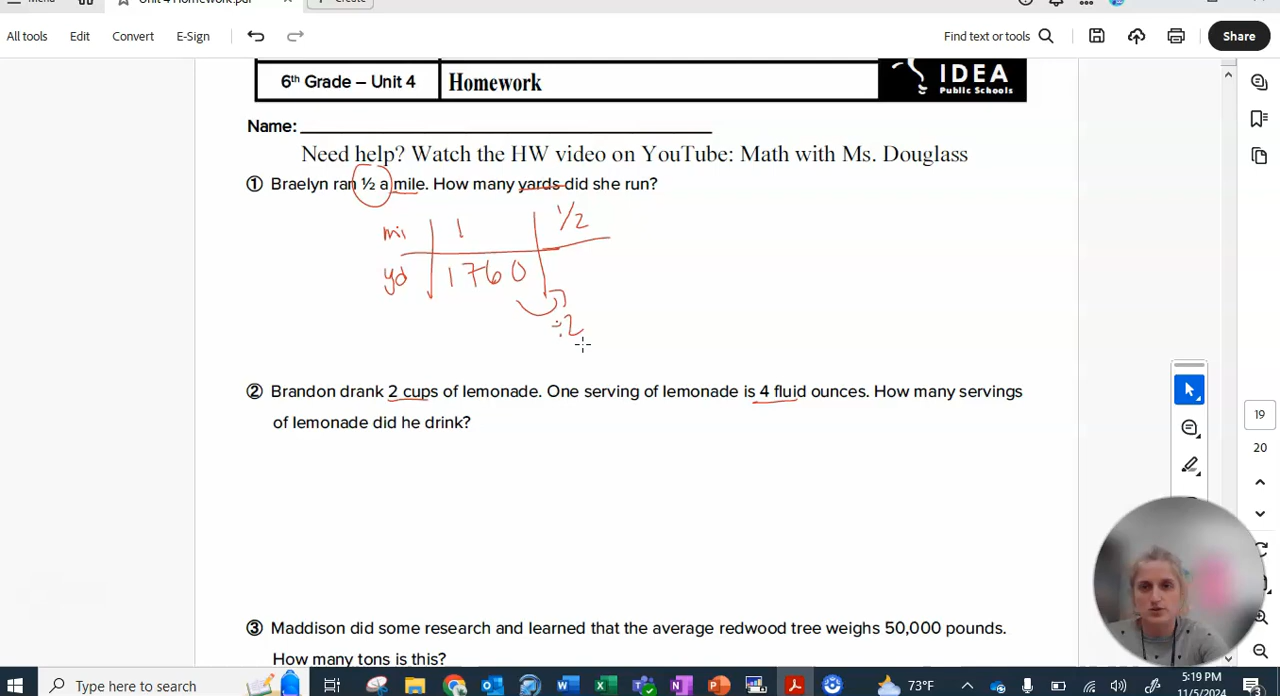 Create
All tools Edit Convert E-Sign Find text or tools Share
6th Grade – Unit 4 Homework IDEA
Public Schools
Name:
Need help? Watch the HW video on YouTube: Math with Ms. Douglass
① Braelyn ran ½ a mile. How many yards did she run?
mi 1 1/2
yd 1760
÷2
② Brandon drank 2 cups of lemonade. One serving of lemonade is 4 fluid ounces. How many servings
of lemonade did he drink?
19
20
③ Maddison did some research and learned that the average redwood tree weighs 50,000 pounds.
How many tons is this?
Type here to search 73°F 5:19 PM
11/5/2024